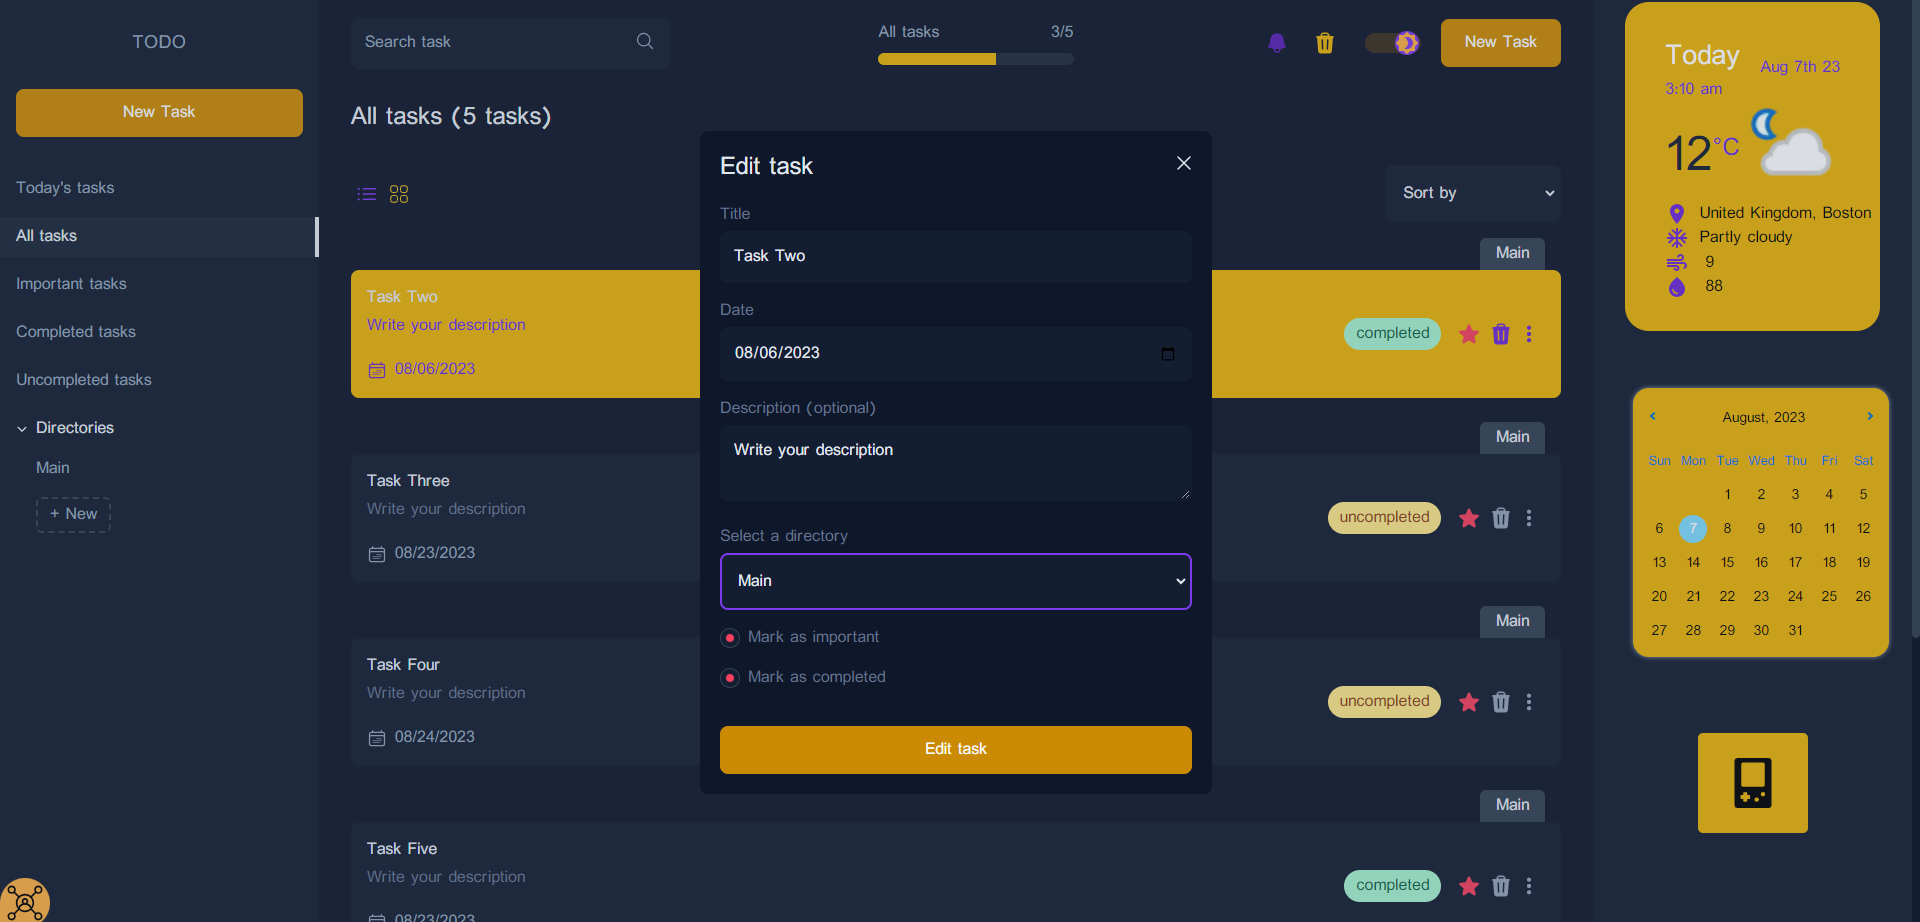 TODO
New Task
Today's tasks
All tasks
Important tasks
Completed tasks
Uncompleted tasks
Directories
Main
+ New
Search task
All tasks 3/5
New Task
All tasks (5 tasks)
Sort by
Main
Task Two
Write your description
08/06/2023
completed
Main
Task Three
Write your description
08/23/2023
uncompleted
Main
Task Four
Write your description
08/24/2023
uncompleted
Main
Task Five
Write your description
08/23/2023
completed
Edit task
Title
Task Two
Date
08/06/2023
Description (optional)
Write your description
Select a directory
Main
Mark as important
Mark as completed
Edit task
Today Aug 7th 23
3:10 am
12°C
United Kingdom, Boston
Partly cloudy
9
88
August, 2023
Sun Mon Tue Wed Thu Fri Sat
1 2 3 4 5
6 7 8 9 10 11 12
13 14 15 16 17 18 19
20 21 22 23 24 25 26
27 28 29 30 31